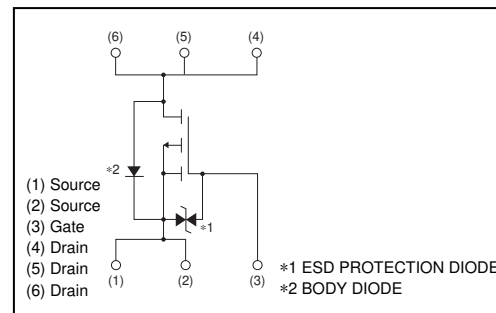 (6) (5) (4)
∗2
(1) Source
(2) Source
(3) Gate
(4) Drain
(5) Drain
(6) Drain
∗1
(1) (2) (3)
∗1 ESD PROTECTION DIODE
∗2 BODY DIODE